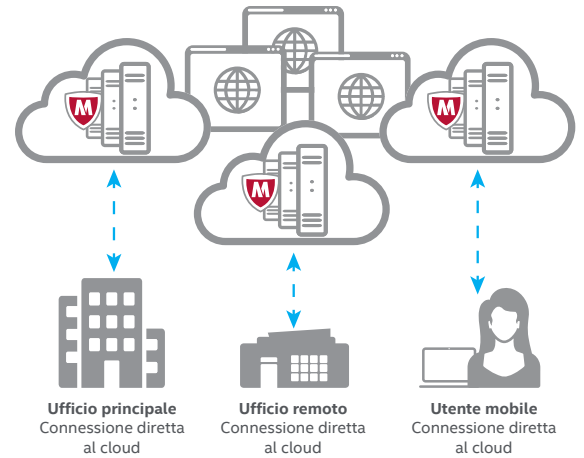 M
M
M
Ufficio principale
Connessione diretta
al cloud
Ufficio remoto
Connessione diretta
al cloud
Utente mobile
Connessione diretta
al cloud